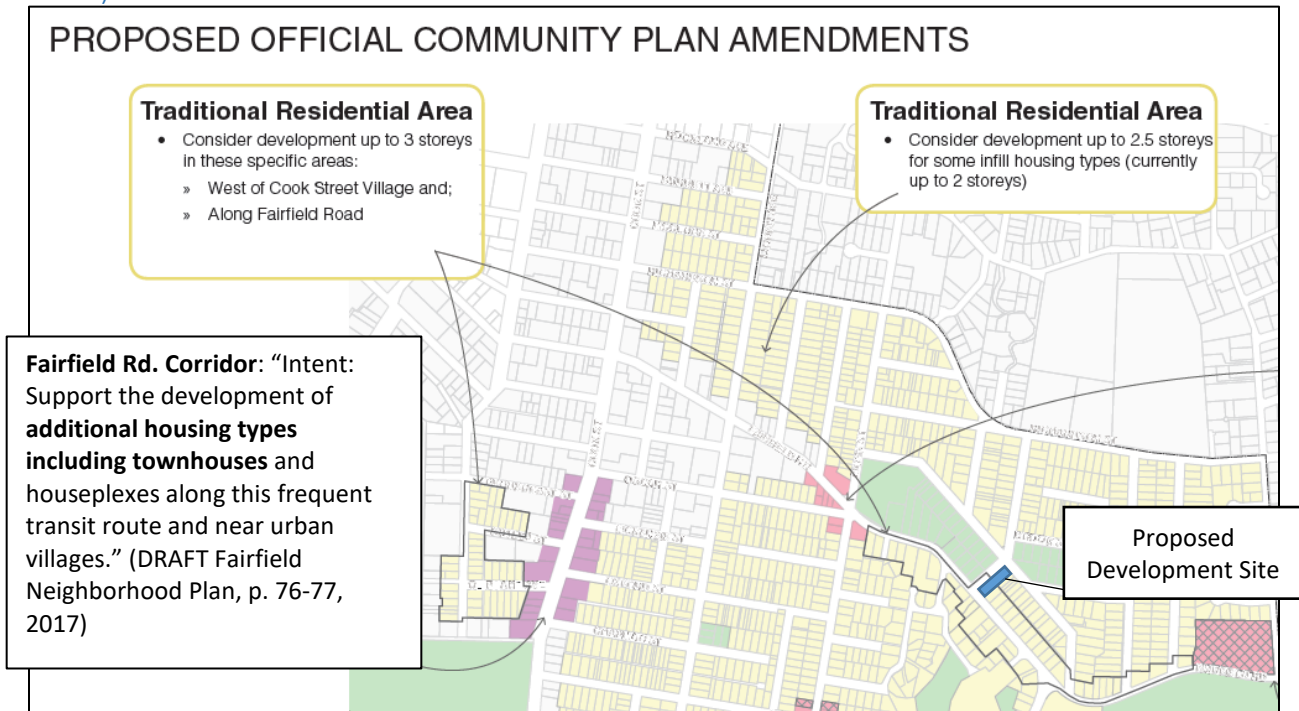 PROPOSED OFFICIAL COMMUNITY PLAN AMENDMENTS
Traditional Residential Area
• Consider development up to 3 storeys
in these specific areas:
» West of Cook Street Village and;
» Along Fairfield Road
Traditional Residential Area
• Consider development up to 2.5 storeys
for some infill housing types (currently
up to 2 storeys)
Fairfield Rd. Corridor: “Intent:
Support the development of
additional housing types
including townhouses and
houseplexes along this frequent
transit route and near urban
villages.” (DRAFT Fairfield
Neighborhood Plan, p. 76-77,
2017)
Proposed
Development Site